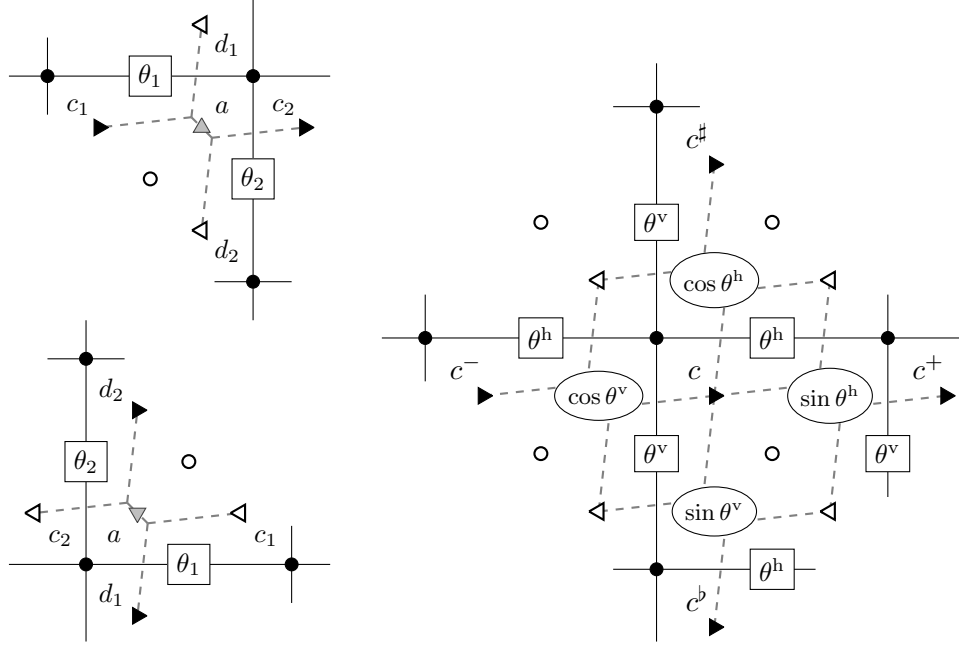 d₁
θ₁
c₁ a c₂
θ₂
d₂
d₂
θ₂
c₂ a c₁
θ₁
d₁
c♯
θᵛ
cos θʰ
θʰ θʰ
c⁻ c c⁺
cos θᵛ sin θʰ
θᵛ θᵛ
sin θᵛ
θʰ
c♭